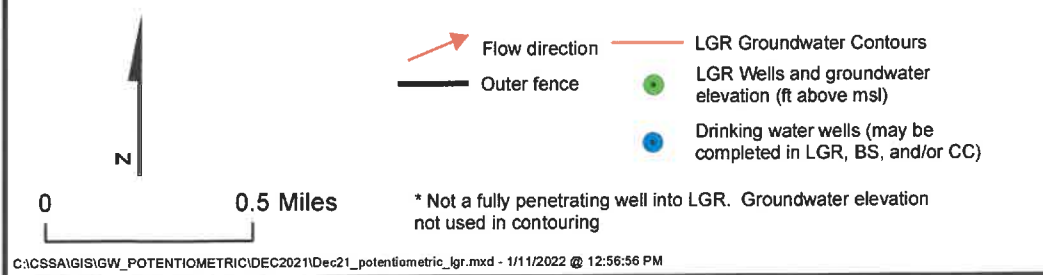 Flow direction
LGR Groundwater Contours
Outer fence
LGR Wells and groundwater
elevation (ft above msl)
Drinking water wells (may be
completed in LGR, BS, and/or CC)
N
0 0.5 Miles
* Not a fully penetrating well into LGR. Groundwater elevation
not used in contouring
C:\CSSA\GIS\GW_POTENTIOMETRIC\DEC2021\Dec21_potentiometric_lgr.mxd - 1/11/2022 @ 12:56:56 PM